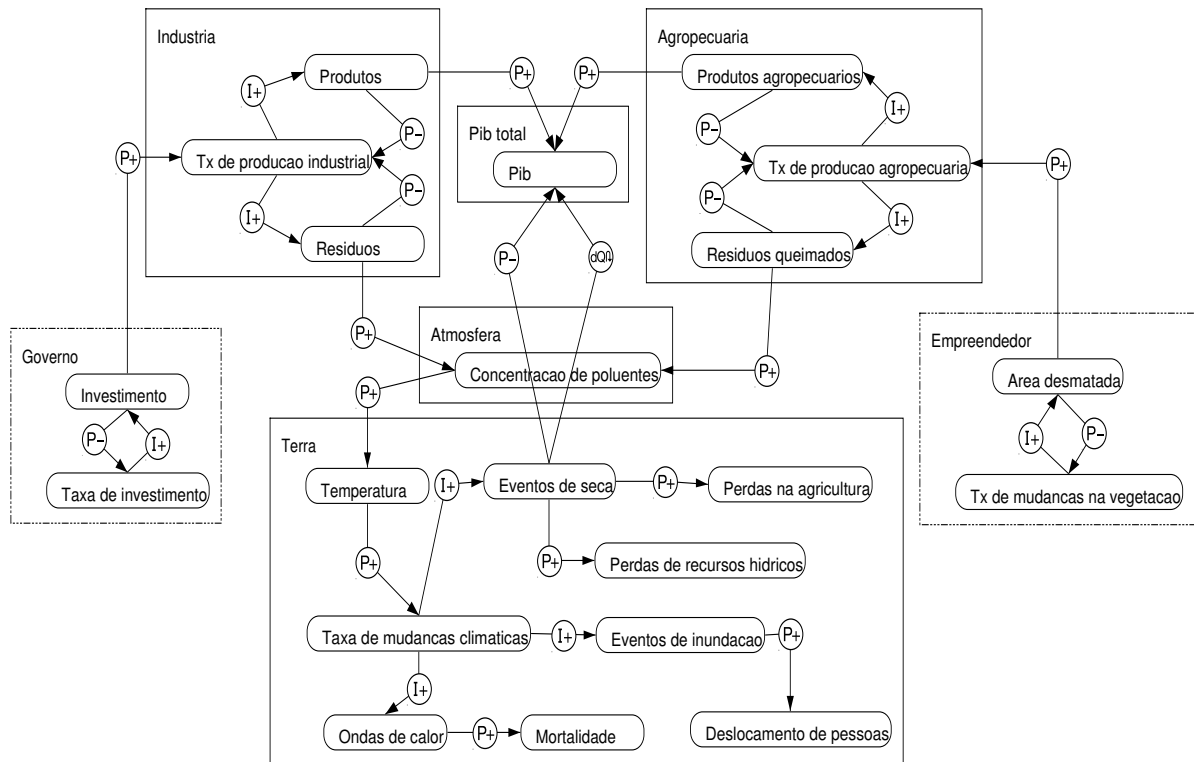 Industria
Produtos
I+
P-
Tx de producao industrial
P-
I+
Residuos
P+
P+
P+
Pib total
Pib
P-
dQ
Agropecuaria
Produtos agropecuarios
P-
I+
Tx de producao agropecuaria
P-
I+
Residuos queimados
P+
P+
Governo
Investimento
P-
I+
Taxa de investimento
P+
Atmosfera
Concentracao de poluentes
P+
P+
Empreendedor
Area desmatada
I+
P-
Tx de mudancas na vegetacao
Terra
Temperatura
I+
Eventos de seca
P+
Perdas na agricultura
P+
P+
Perdas de recursos hidricos
Taxa de mudancas climaticas
I+
Eventos de inundacao
P+
I+
Ondas de calor
P+
Mortalidade
Deslocamento de pessoas